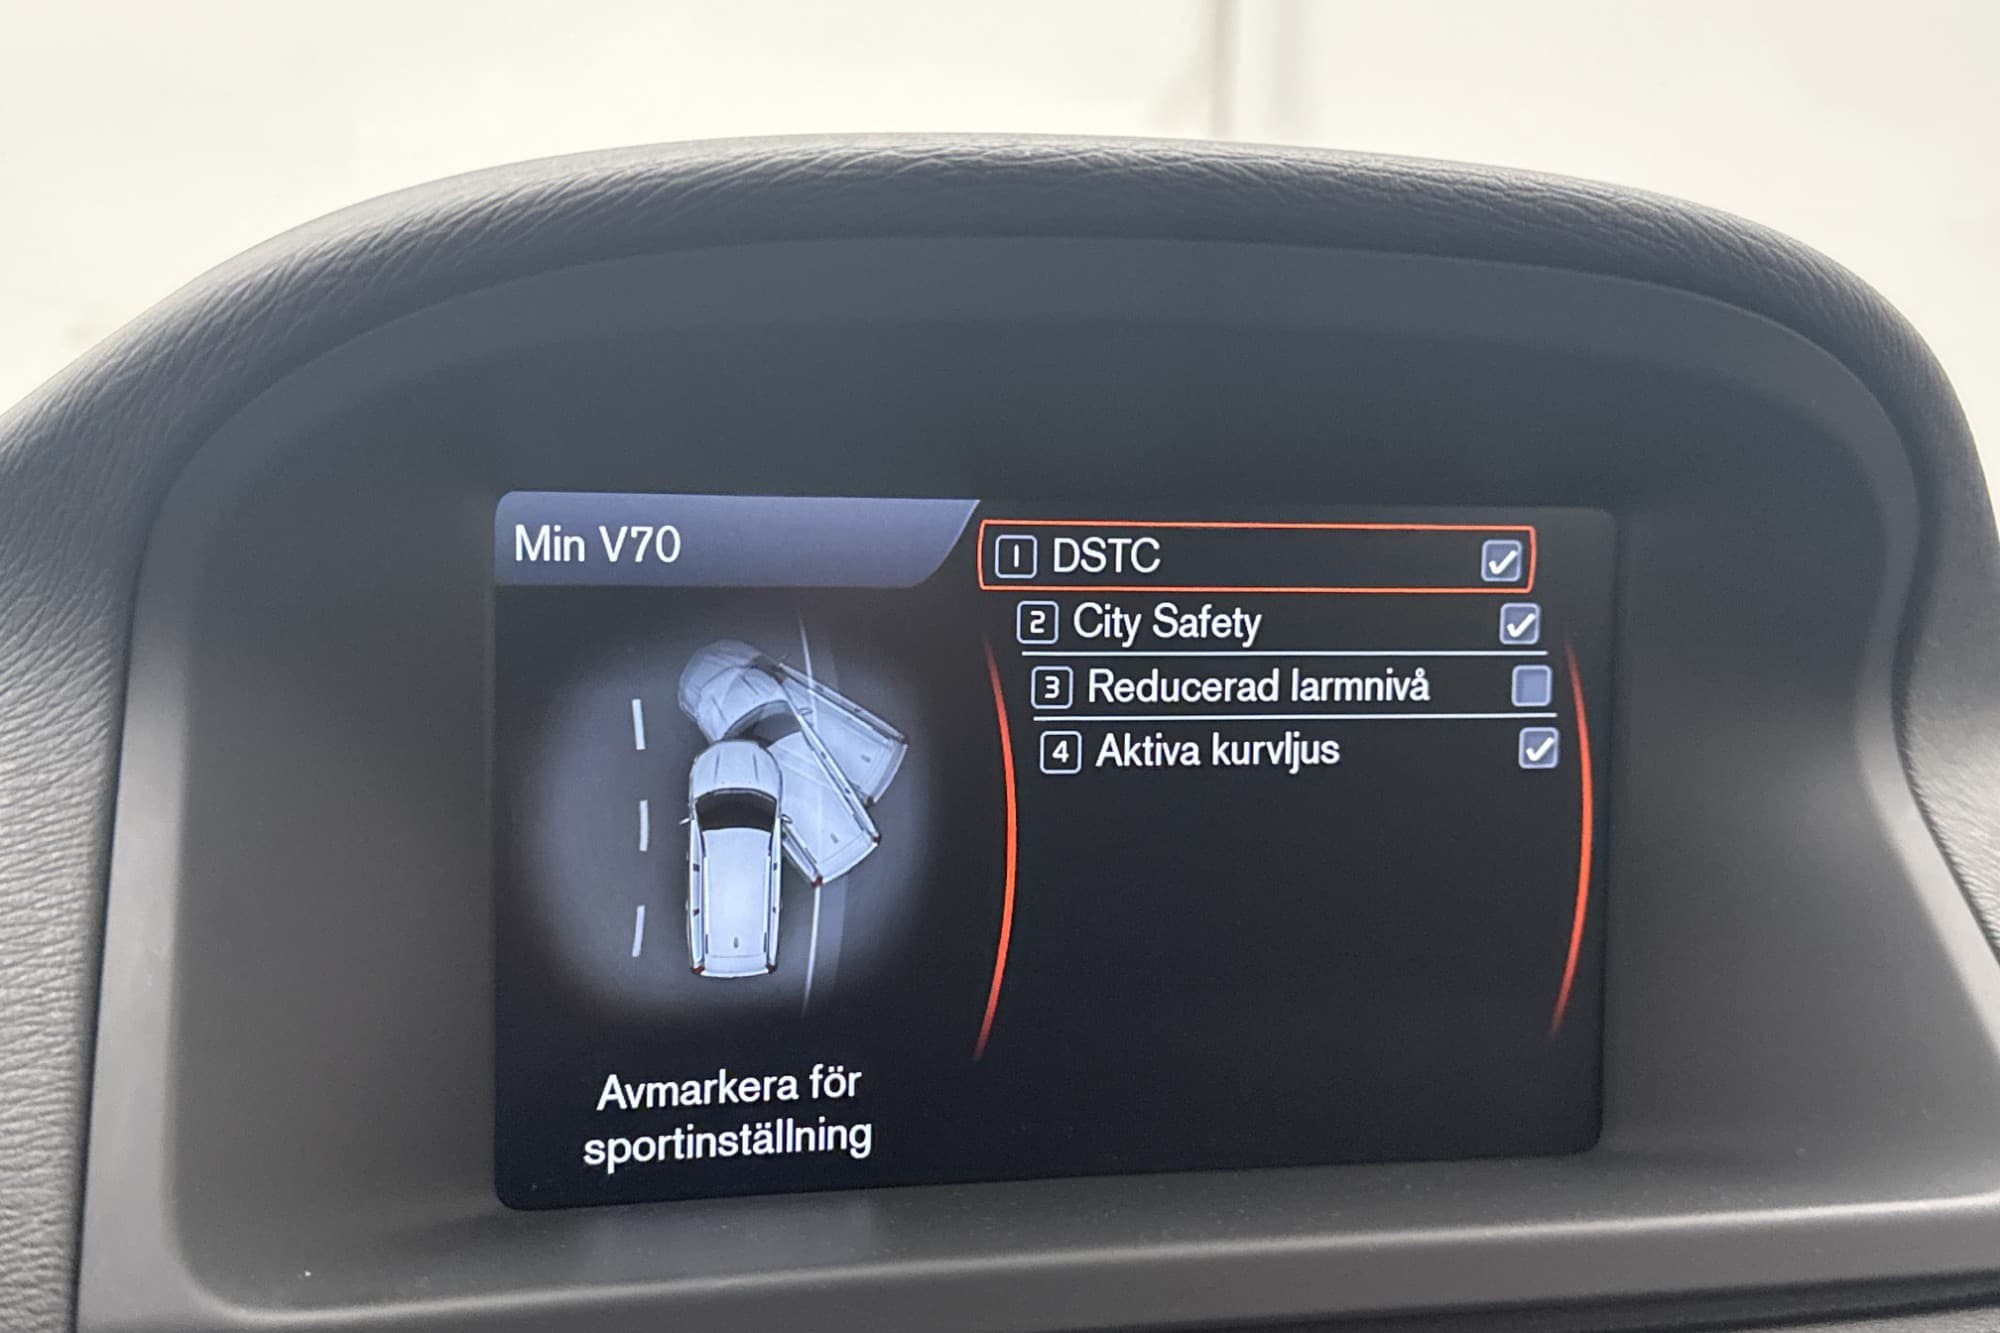 Min V70
1 DSTC
2 City Safety
3 Reducerad larmnivå
4 Aktiva kurvljus
Avmarkera för
sportinställning